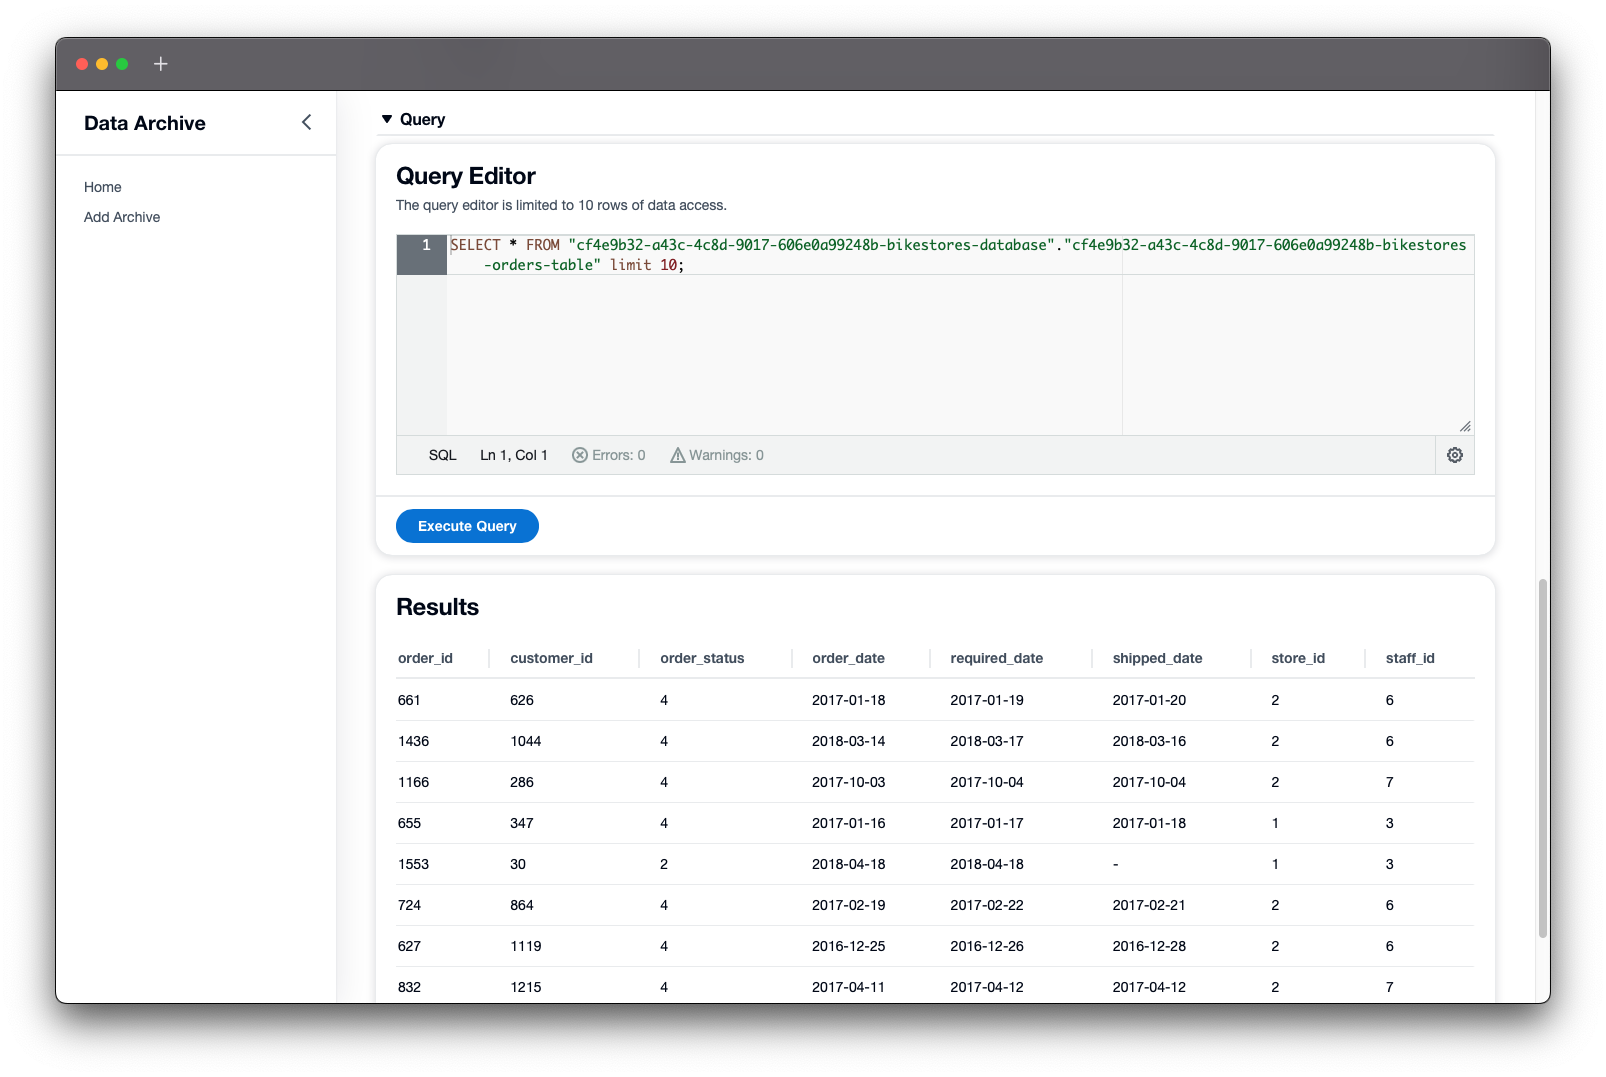 Data Archive
Home
Add Archive
Query
Query Editor
The query editor is limited to 10 rows of data access.
1 SELECT * FROM "cf4e9b32-a43c-4c8d-9017-606e0a99248b-bikestores-database"."cf4e9b32-a43c-4c8d-9017-606e0a99248b-bikestores
-orders-table" limit 10;
SQL Ln 1, Col 1 Errors: 0 Warnings: 0
Execute Query
Results
order_id customer_id order_status order_date required_date shipped_date store_id staff_id
661 626 4 2017-01-18 2017-01-19 2017-01-20 2 6
1436 1044 4 2018-03-14 2018-03-17 2018-03-16 2 6
1166 286 4 2017-10-03 2017-10-04 2017-10-04 2 7
655 347 4 2017-01-16 2017-01-17 2017-01-18 1 3
1553 30 2 2018-04-18 2018-04-18 - 1 3
724 864 4 2017-02-19 2017-02-22 2017-02-21 2 6
627 1119 4 2016-12-25 2016-12-26 2016-12-28 2 6
832 1215 4 2017-04-11 2017-04-12 2017-04-12 2 7